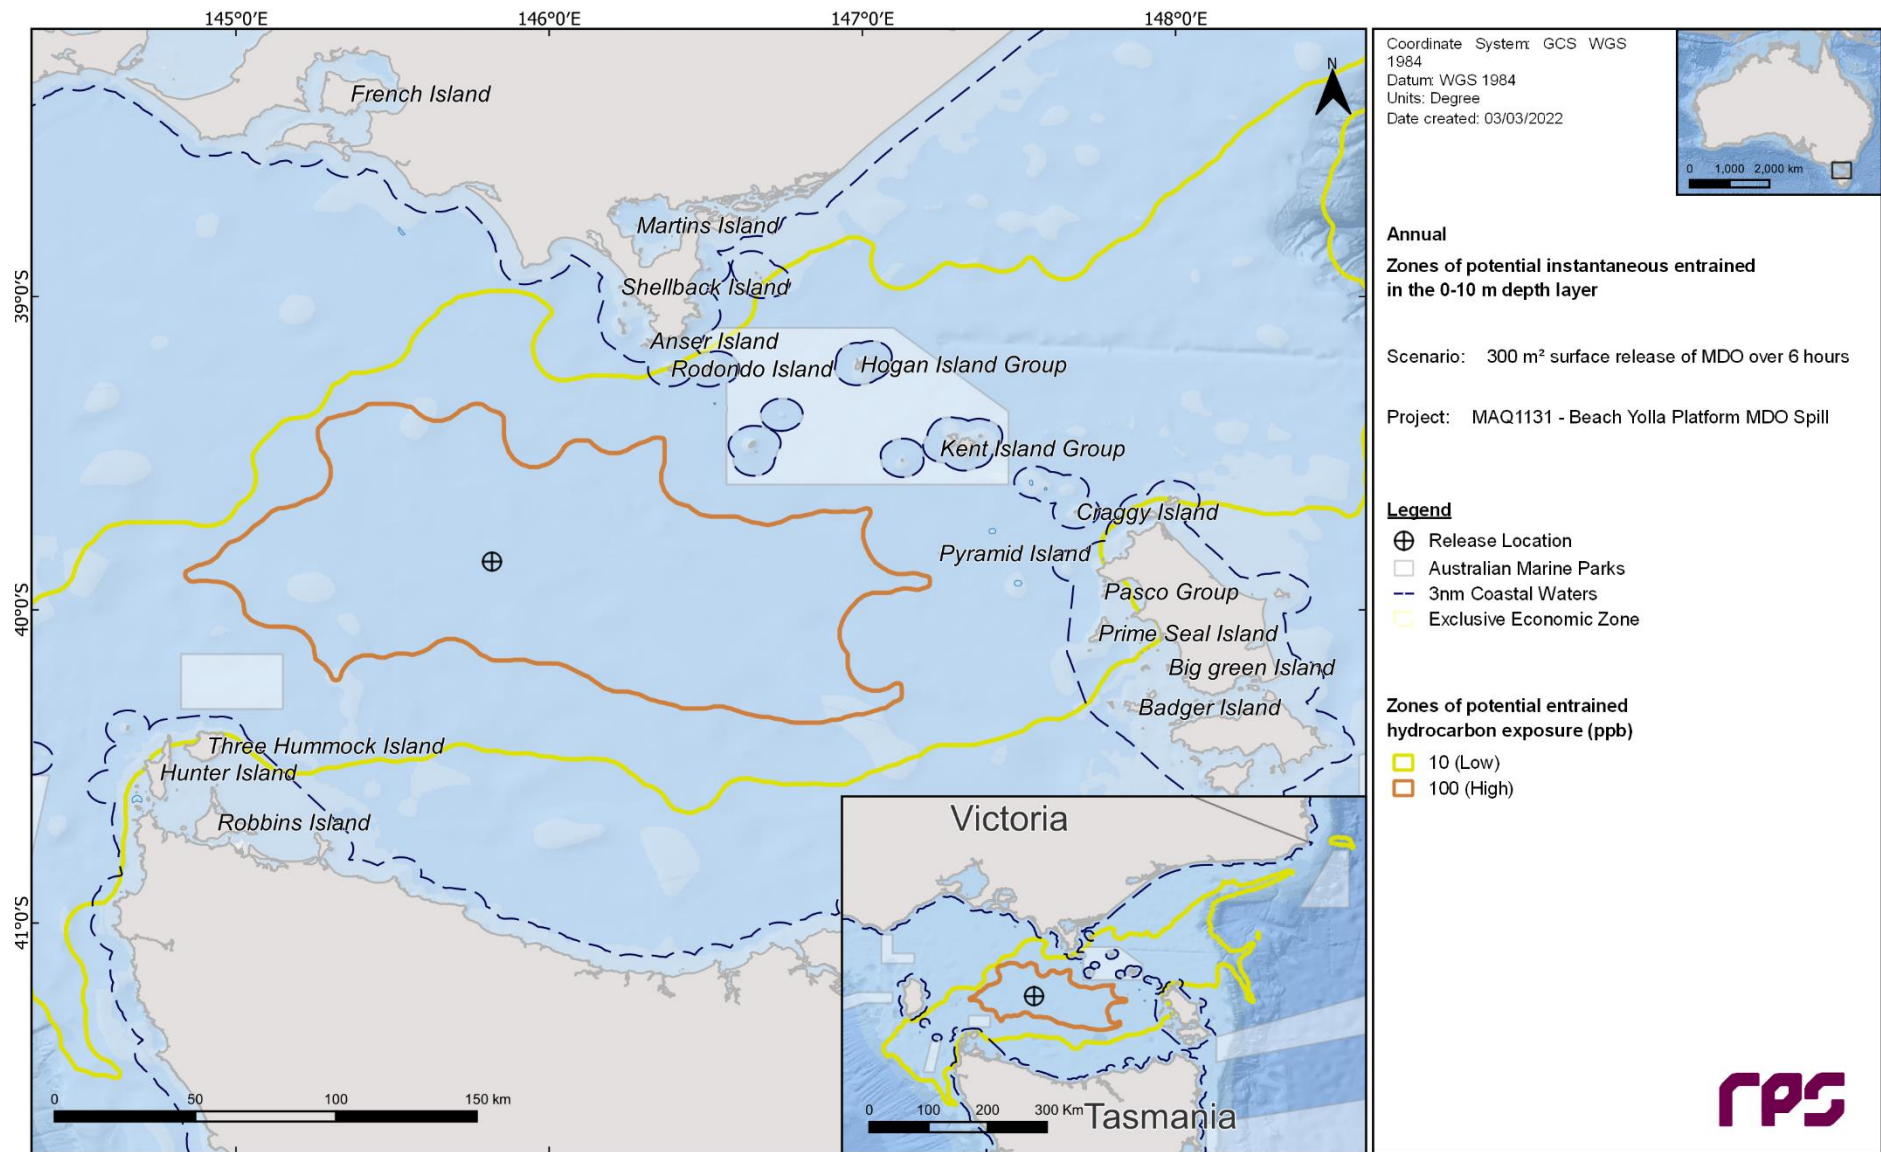 145°0′E 146°0′E 147°0′E 148°0′E
39°0′S
40°0′S
41°0′S
French Island
Martins Island
Shellback Island
Anser Island
Rodondo Island
Hogan Island Group
Kent Island Group
Craggy Island
Pyramid Island
Pasco Group
Prime Seal Island
Big green Island
Badger Island
Three Hummock Island
Hunter Island
Robbins Island
N
0 50 100 150 km
Victoria
Tasmania
0 100 200 300 Km
Coordinate System: GCS WGS
1984
Datum: WGS 1984
Units: Degree
Date created: 03/03/2022
0 1,000 2,000 km
Annual
Zones of potential instantaneous entrained
in the 0-10 m depth layer
Scenario: 300 m² surface release of MDO over 6 hours
Project: MAQ1131 - Beach Yolla Platform MDO Spill
Legend
Release Location
Australian Marine Parks
3nm Coastal Waters
Exclusive Economic Zone
Zones of potential entrained
hydrocarbon exposure (ppb)
10 (Low)
100 (High)
rps